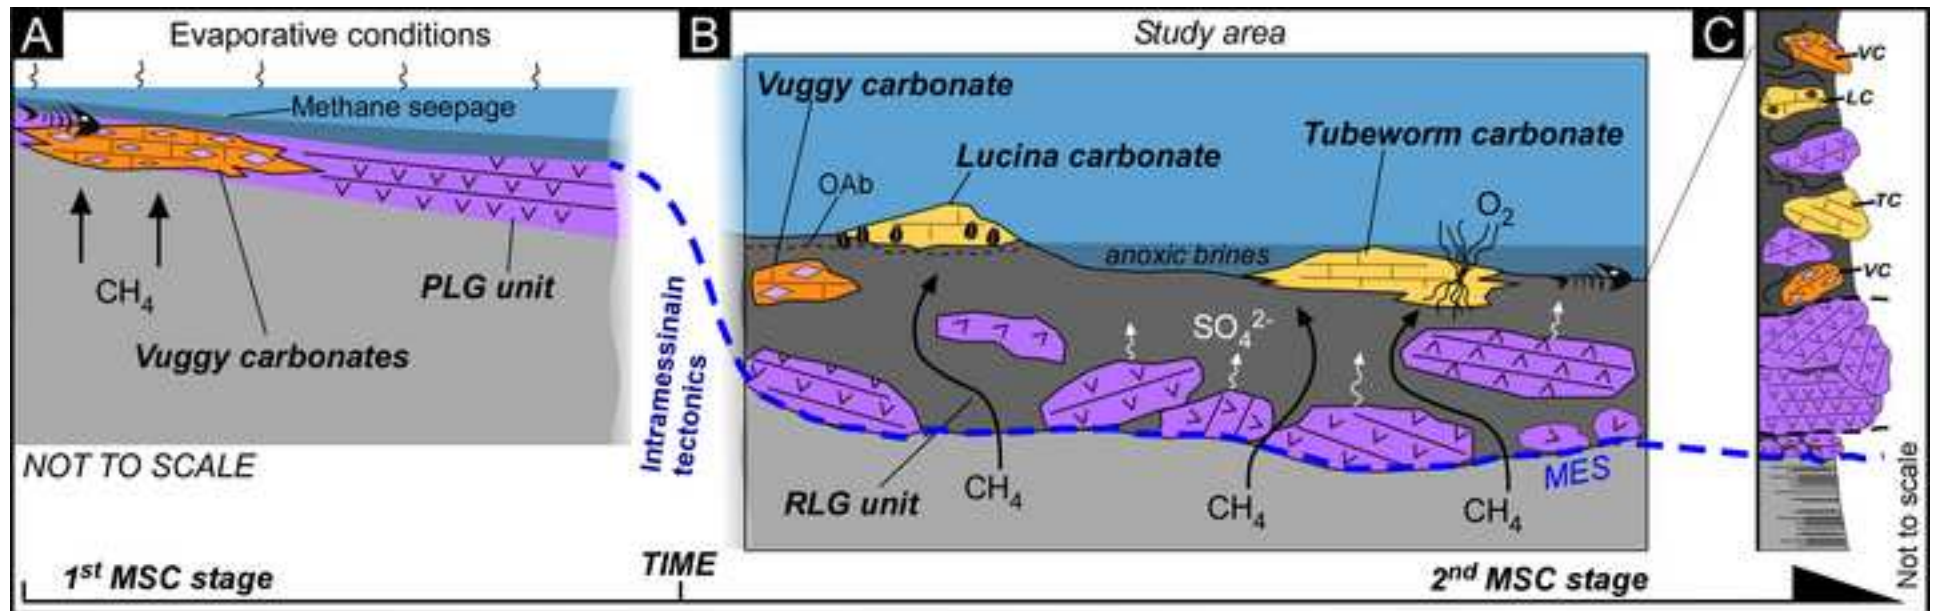 A
Evaporative conditions
Methane seepage
CH4
PLG unit
Vuggy carbonates
NOT TO SCALE
Intramessinain
tectonics
B
Study area
Vuggy carbonate
Lucina carbonate
Tubeworm carbonate
OAb
O2
anoxic brines
SO4 2-
RLG unit
CH4
CH4
CH4
MES
C
VC
LC
TC
VC
Not to scale
1st MSC stage
TIME
2nd MSC stage